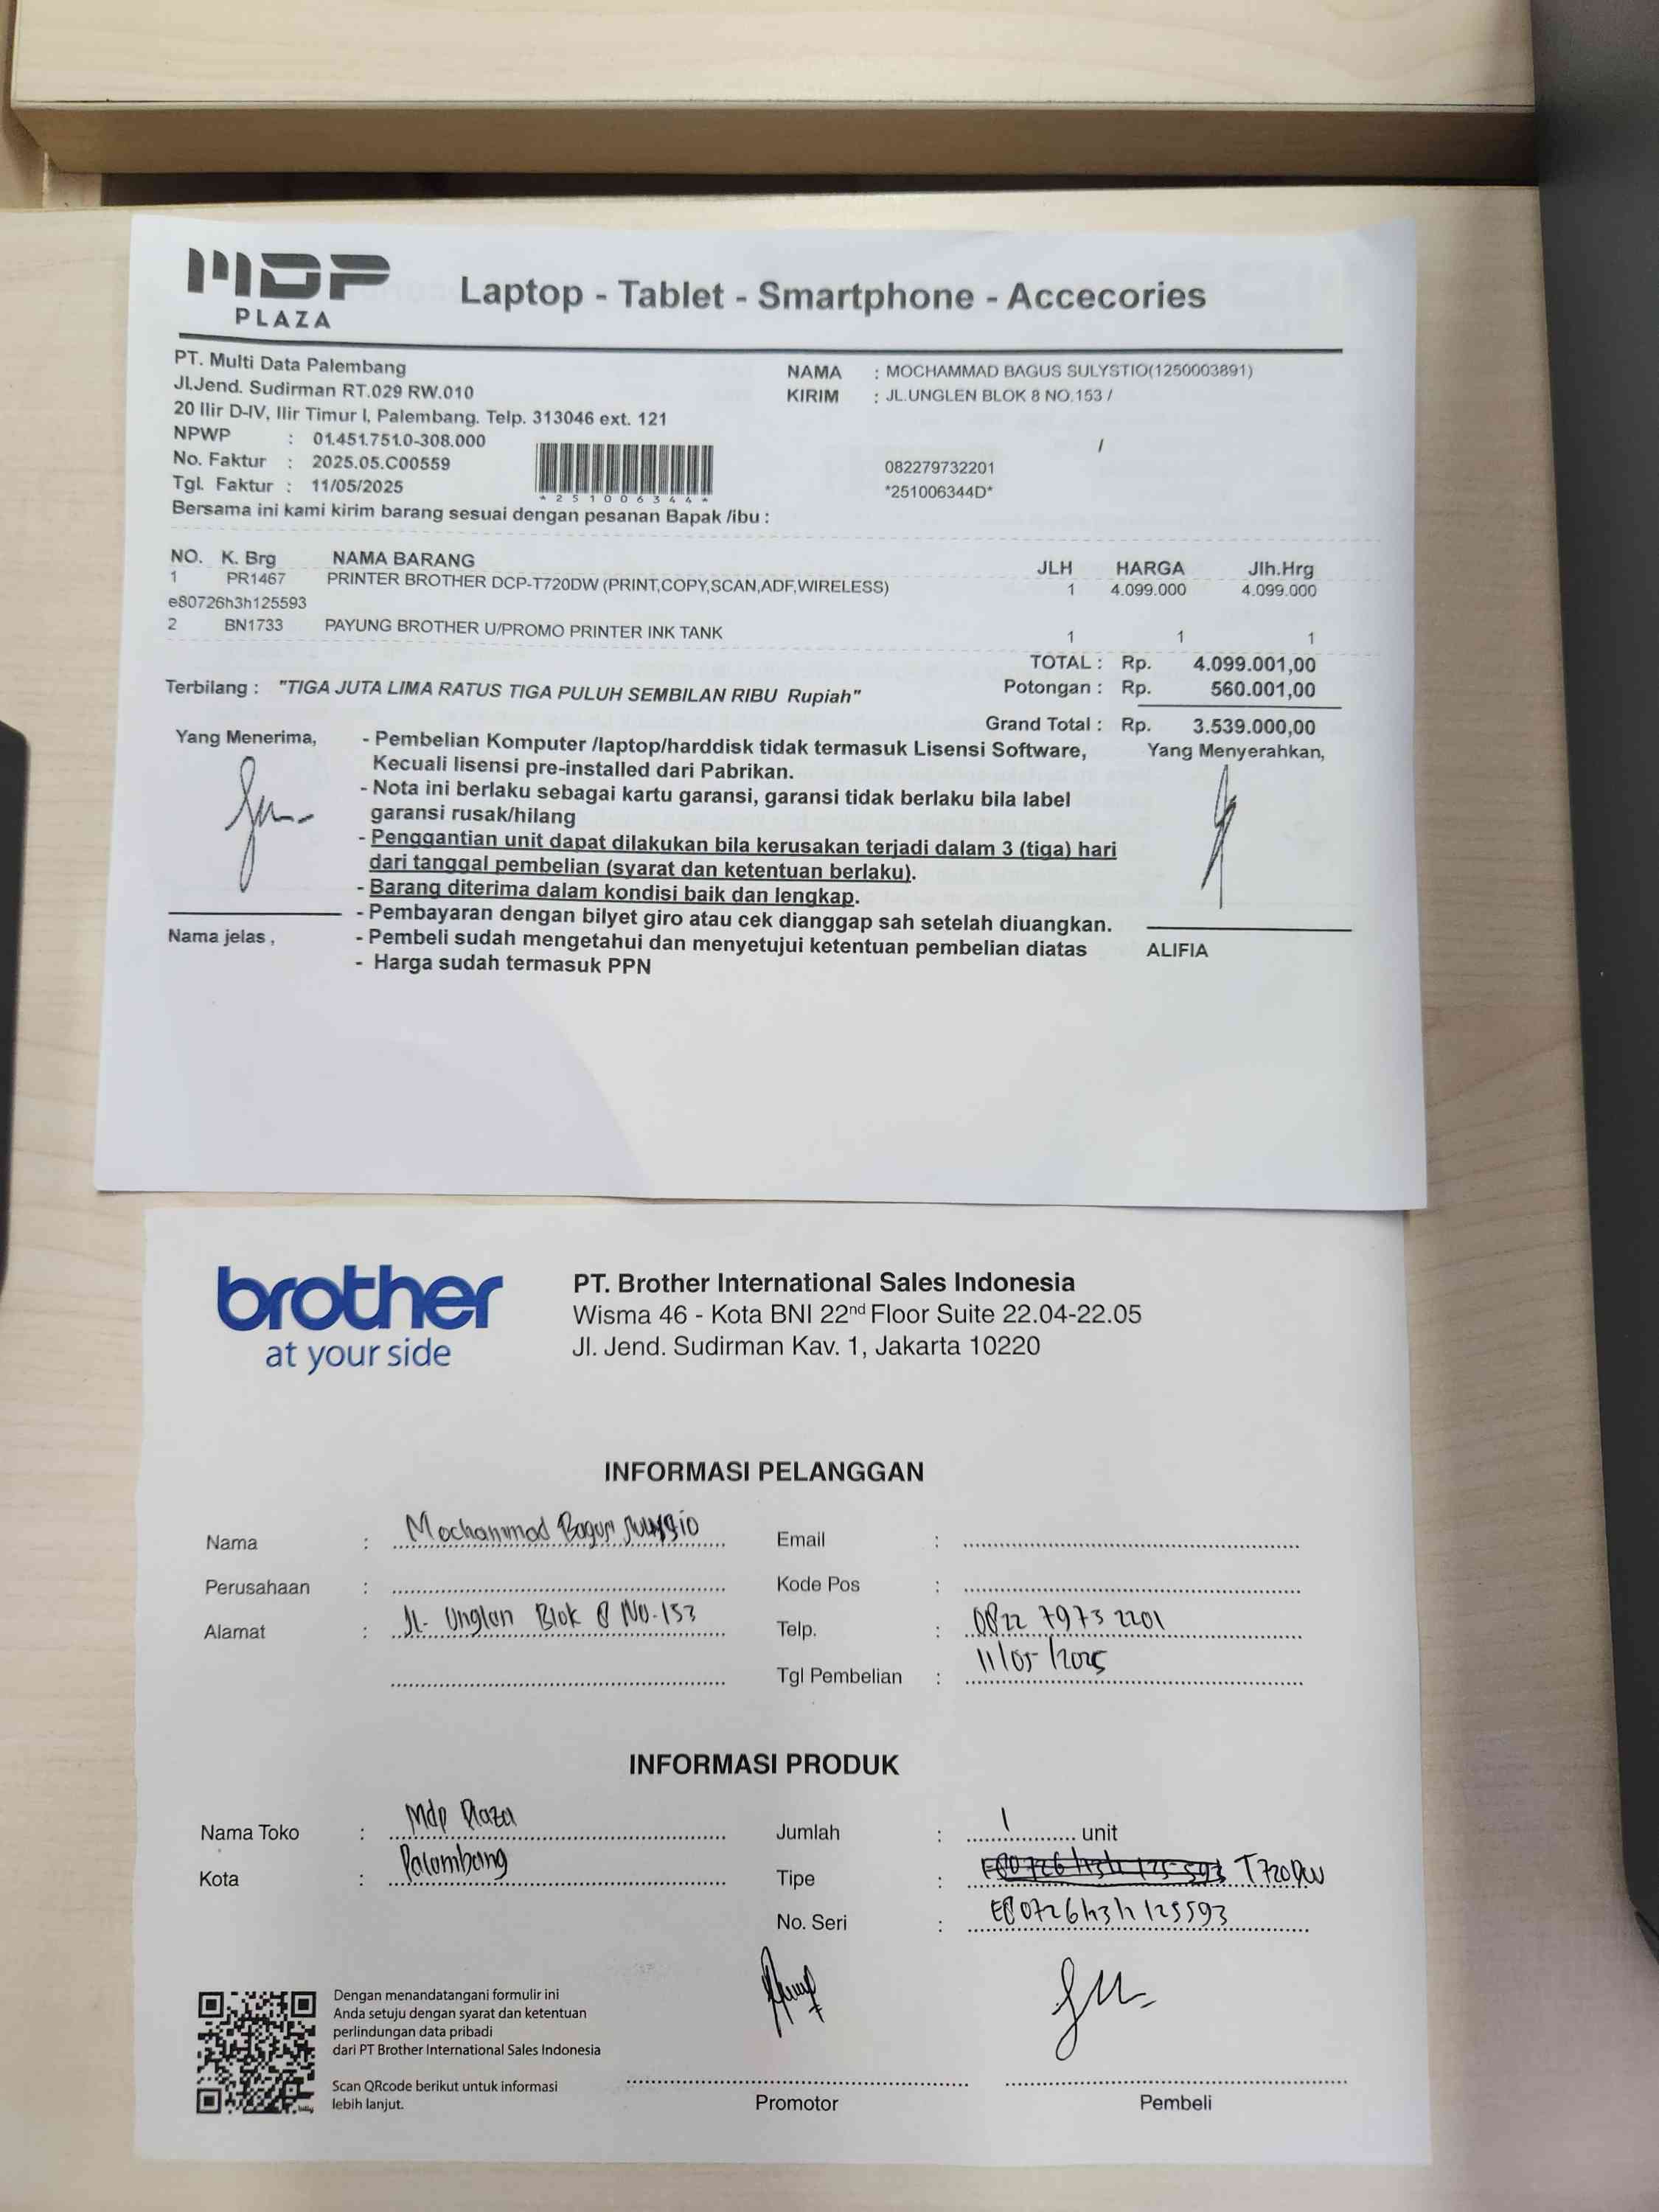 MDP
PLAZA
Laptop - Tablet - Smartphone - Accecories
PT. Multi Data Palembang
Jl.Jend. Sudirman RT.029 RW.010
20 Ilir D-IV, Ilir Timur I, Palembang. Telp. 313046 ext. 121
NPWP : 01.451.751.0-308.000
No. Faktur : 2025.05.C00559
Tgl. Faktur : 11/05/2025
*251006344*
NAMA : MOCHAMMAD BAGUS SULYSTIO(1250003891)
KIRIM : JL.UNGLEN BLOK 8 NO.153 /
/
082279732201
*251006344D*
Bersama ini kami kirim barang sesuai dengan pesanan Bapak /ibu :
NO. K. Brg NAMA BARANG JLH HARGA Jlh.Hrg
1 PR1467 PRINTER BROTHER DCP-T720DW (PRINT,COPY,SCAN,ADF,WIRELESS) 1 4.099.000 4.099.000
e80726h3h125593
2 BN1733 PAYUNG BROTHER U/PROMO PRINTER INK TANK 1 1 1
TOTAL : Rp. 4.099.001,00
Terbilang : "TIGA JUTA LIMA RATUS TIGA PULUH SEMBILAN RIBU Rupiah" Potongan : Rp. 560.001,00
Grand Total : Rp. 3.539.000,00
Yang Menerima,
- Pembelian Komputer /laptop/harddisk tidak termasuk Lisensi Software,
Kecuali lisensi pre-installed dari Pabrikan.
- Nota ini berlaku sebagai kartu garansi, garansi tidak berlaku bila label
garansi rusak/hilang
- Penggantian unit dapat dilakukan bila kerusakan terjadi dalam 3 (tiga) hari
dari tanggal pembelian (syarat dan ketentuan berlaku).
- Barang diterima dalam kondisi baik dan lengkap.
- Pembayaran dengan bilyet giro atau cek dianggap sah setelah diuangkan.
- Pembeli sudah mengetahui dan menyetujui ketentuan pembelian diatas
- Harga sudah termasuk PPN
Yang Menyerahkan,
Nama jelas ,
ALIFIA
brother
at your side
PT. Brother International Sales Indonesia
Wisma 46 - Kota BNI 22nd Floor Suite 22.04-22.05
Jl. Jend. Sudirman Kav. 1, Jakarta 10220
INFORMASI PELANGGAN
Nama : Mochammad Bagus
Perusahaan :
Alamat : Jl. Unglen Blok 8 No.153
Email :
Kode Pos :
Telp. : 0822 7973 2201
Tgl Pembelian : 11/05/2025
INFORMASI PRODUK
Nama Toko : Mdp Plaza
Kota : Palembang
Jumlah : 1 unit
Tipe : E80726h3h125593 T720DW
No. Seri : E80726h3h125593
Dengan menandatangani formulir ini
Anda setuju dengan syarat dan ketentuan
perlindungan data pribadi
dari PT Brother International Sales Indonesia
Scan QRcode berikut untuk informasi
lebih lanjut.
Promotor
Pembeli